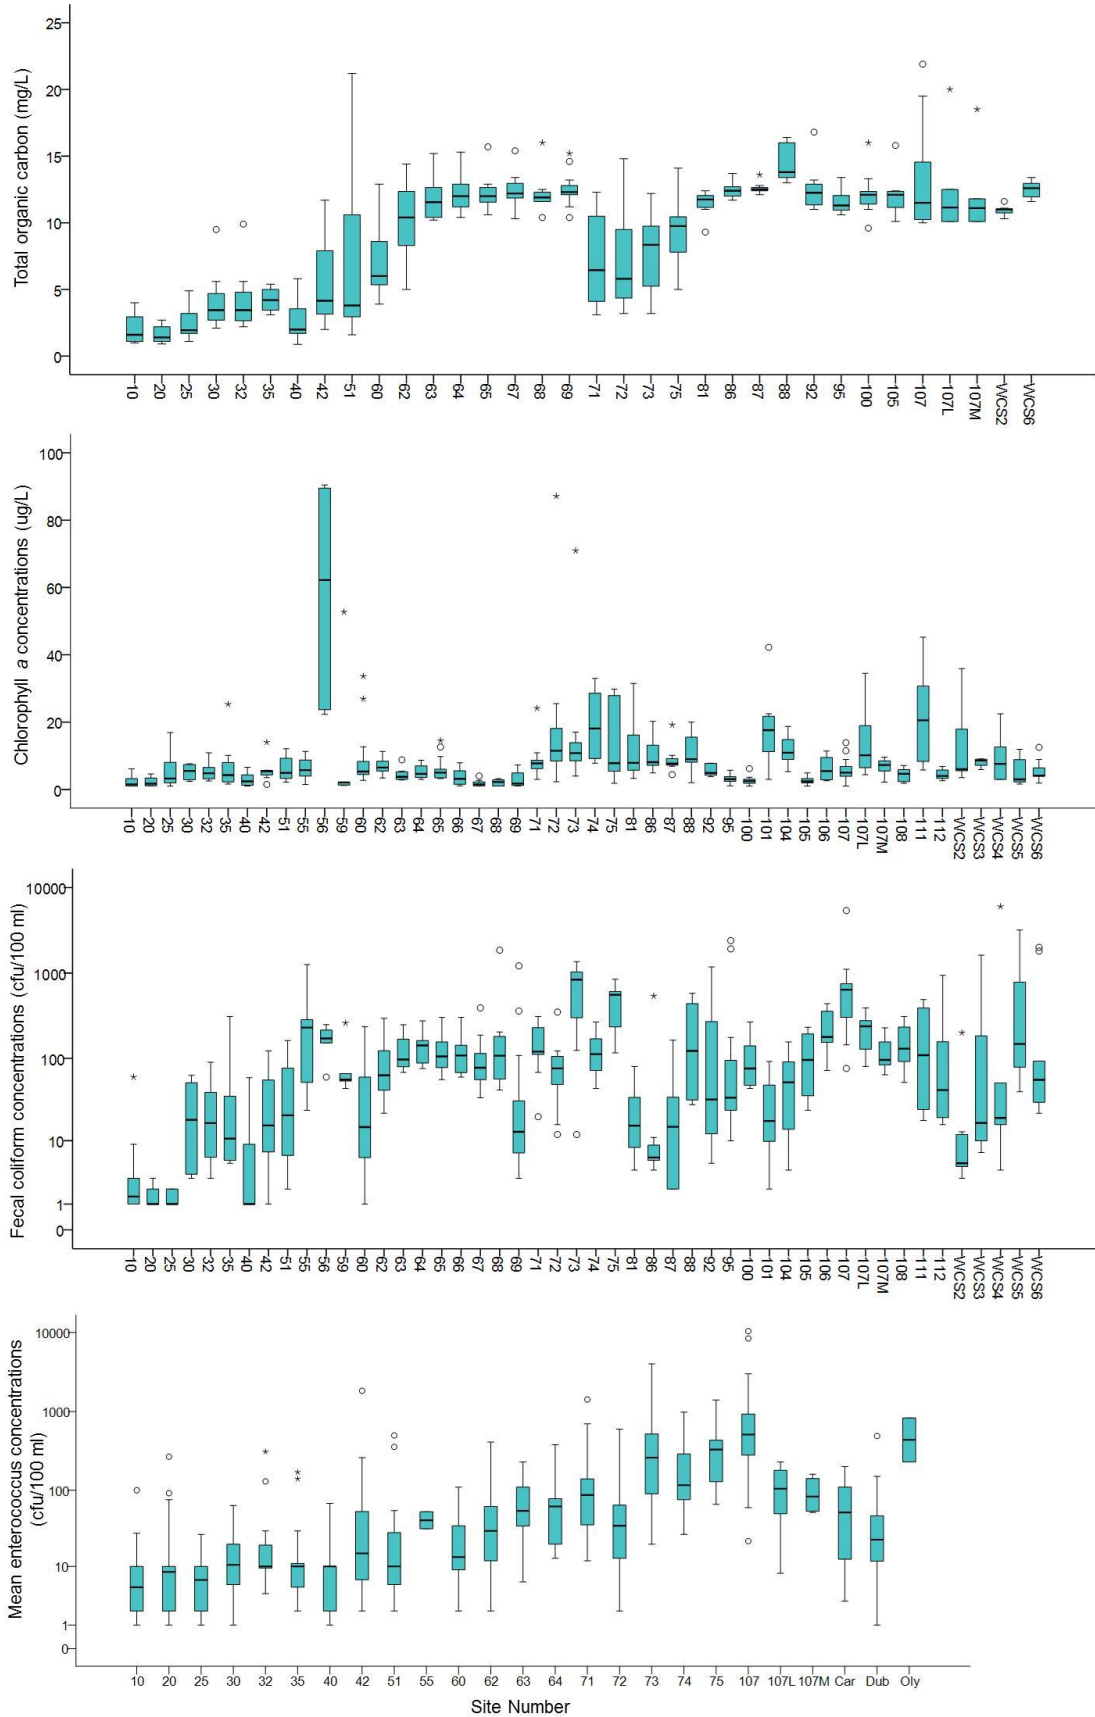 Total organic carbon (mg/L)
25
20
15
10
5
0
10 20 25 30 32 35 40 42 51 60 62 63 64 65 67 68 69 71 72 73 75 81 86 87 88 92 95 100 105 107 107L 107M WCS2 WCS6
Chlorophyll a concentrations (ug/L)
100
80
60
40
20
0
10 20 25 30 32 35 40 42 51 55 56 59 60 62 63 64 65 66 67 68 69 71 72 73 74 75 81 86 87 88 92 95 100 101 104 105 106 107 107L 107M 108 111 112 WCS2 WCS3 WCS4 WCS5 WCS6
Fecal coliform concentrations (cfu/100 ml)
10000
1000
100
10
1
0
10 20 25 30 32 35 40 42 51 55 56 59 60 62 63 64 65 66 67 68 69 71 72 73 74 75 81 86 87 88 92 95 100 101 104 105 106 107 107L 107M 108 111 112 WCS2 WCS3 WCS4 WCS5 WCS6
Mean enterococcus concentrations
(cfu/100 ml)
10000
1000
100
10
1
0
10 20 25 30 32 35 40 42 51 55 60 62 63 64 71 72 73 74 75 107 107L 107M Car Dub Oly
Site Number